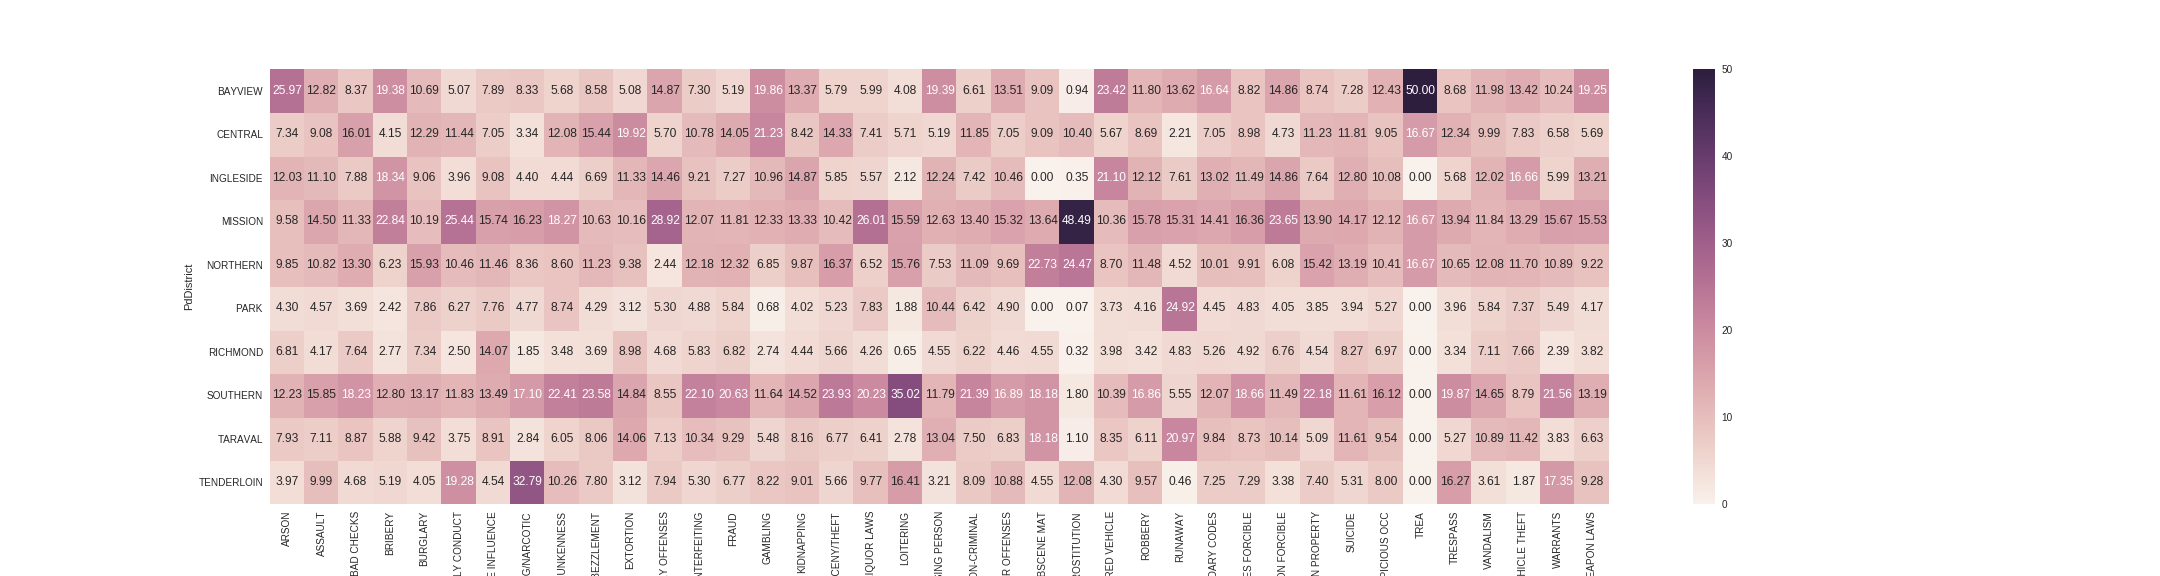 BAYVIEW 25.97 12.82 8.37 19.38 10.69 5.07 7.89 8.33 5.68 8.58 5.08 14.87 7.30 5.19 19.86 13.37 5.79 5.99 4.08 19.39 6.61 13.51 9.09 0.94 23.42 11.80 13.62 16.64 8.82 14.86 8.74 7.28 12.43 50.00 8.68 11.98 13.42 10.24 19.25
CENTRAL 7.34 9.08 16.01 4.15 12.29 11.44 7.05 3.34 12.08 15.44 19.92 5.70 10.78 14.05 21.23 8.42 14.33 7.41 5.71 5.19 11.85 7.05 9.09 10.40 5.67 8.69 2.21 7.05 8.98 4.73 11.23 11.81 9.05 16.67 12.34 9.99 7.83 6.58 5.69
INGLESIDE 12.03 11.10 7.88 18.34 9.06 3.96 9.08 4.40 4.44 6.69 11.33 14.46 9.21 7.27 10.96 14.87 5.85 5.57 2.12 12.24 7.42 10.46 0.00 0.35 21.10 12.12 7.61 13.02 11.49 14.86 7.64 12.80 10.08 0.00 5.68 12.02 16.66 5.99 13.21
MISSION 9.58 14.50 11.33 22.84 10.19 25.44 15.74 16.23 18.27 10.63 10.16 28.92 12.07 11.81 12.33 13.33 10.42 26.01 15.59 12.63 13.40 15.32 13.64 48.49 10.36 15.78 15.31 14.41 16.36 23.65 13.90 14.17 12.12 16.67 13.94 11.84 13.29 15.67 15.53
NORTHERN 9.85 10.82 13.30 6.23 15.93 10.46 11.46 8.36 8.60 11.23 9.38 2.44 12.18 12.32 6.85 9.87 16.37 6.52 15.76 7.53 11.09 9.69 22.73 24.47 8.70 11.48 4.52 10.01 9.91 6.08 15.42 13.19 10.41 16.67 10.65 12.08 11.70 10.89 9.22
PARK 4.30 4.57 3.69 2.42 7.86 6.27 7.76 4.77 8.74 4.29 3.12 5.30 4.88 5.84 0.68 4.02 5.23 7.83 1.88 10.44 6.42 4.90 0.00 0.07 3.73 4.16 24.92 4.45 4.83 4.05 3.85 3.94 5.27 0.00 3.96 5.84 7.37 5.49 4.17
RICHMOND 6.81 4.17 7.64 2.77 7.34 2.50 14.07 1.85 3.48 3.69 8.98 4.68 5.83 6.82 2.74 4.44 5.66 4.26 0.65 4.55 6.22 4.46 4.55 0.32 3.98 3.42 4.83 5.26 4.92 6.76 4.54 8.27 6.97 0.00 3.34 7.11 7.66 2.39 3.82
SOUTHERN 12.23 15.85 18.23 12.80 13.17 11.83 13.49 17.10 22.41 23.58 14.84 8.55 22.10 20.63 11.64 14.52 23.93 20.23 35.02 11.79 21.39 16.89 18.18 1.80 10.39 16.86 5.55 12.07 18.66 11.49 22.18 11.61 16.12 0.00 19.87 14.65 8.79 21.56 13.19
TARAVAL 7.93 7.11 8.87 5.88 9.42 3.75 8.91 2.84 6.05 8.06 14.06 7.13 10.34 9.29 5.48 8.16 6.77 6.41 2.78 13.04 7.50 6.83 18.18 1.10 8.35 6.11 20.97 9.84 8.73 10.14 5.09 11.61 9.54 0.00 5.27 10.89 11.42 3.83 6.63
TENDERLOIN 3.97 9.99 4.68 5.19 4.05 19.28 4.54 32.79 10.26 7.80 3.12 7.94 5.30 6.77 8.22 9.01 5.66 9.77 16.41 3.21 8.09 10.88 4.55 12.08 4.30 9.57 0.46 7.25 7.29 3.38 7.40 5.31 8.00 0.00 16.27 3.61 1.87 17.35 9.28
PdDistrict
ARSON
ASSAULT
BAD CHECKS
BRIBERY
BURGLARY
LY CONDUCT
E INFLUENCE
G/NARCOTIC
UNKENNESS
BEZZLEMENT
EXTORTION
Y OFFENSES
NTERFEITING
FRAUD
GAMBLING
KIDNAPPING
CENY/THEFT
IQUOR LAWS
LOITERING
ING PERSON
ON-CRIMINAL
R OFFENSES
BSCENE MAT
ROSTITUTION
RED VEHICLE
ROBBERY
RUNAWAY
DARY CODES
ES FORCIBLE
ON FORCIBLE
N PROPERTY
SUICIDE
PICIOUS OCC
TREA
TRESPASS
VANDALISM
HICLE THEFT
WARRANTS
EAPON LAWS
50
40
30
20
10
0